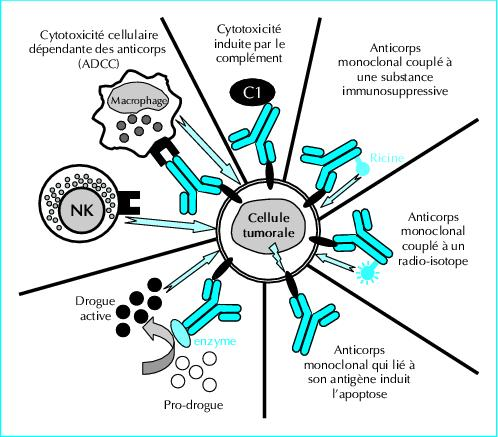 Cytotoxicité cellulaire
dépendante des anticorps
(ADCC)
Macrophage
NK
Cytotoxicité
induite par le
complément
C1
Anticorps
monoclonal couplé à
une substance
immunosuppressive
Ricine
Cellule
tumorale
Anticorps
monoclonal
couplé à un
radio-isotope
Anticorps
monoclonal qui lié à
son antigène induit
l'apoptose
Drogue
active
enzyme
Pro-drogue